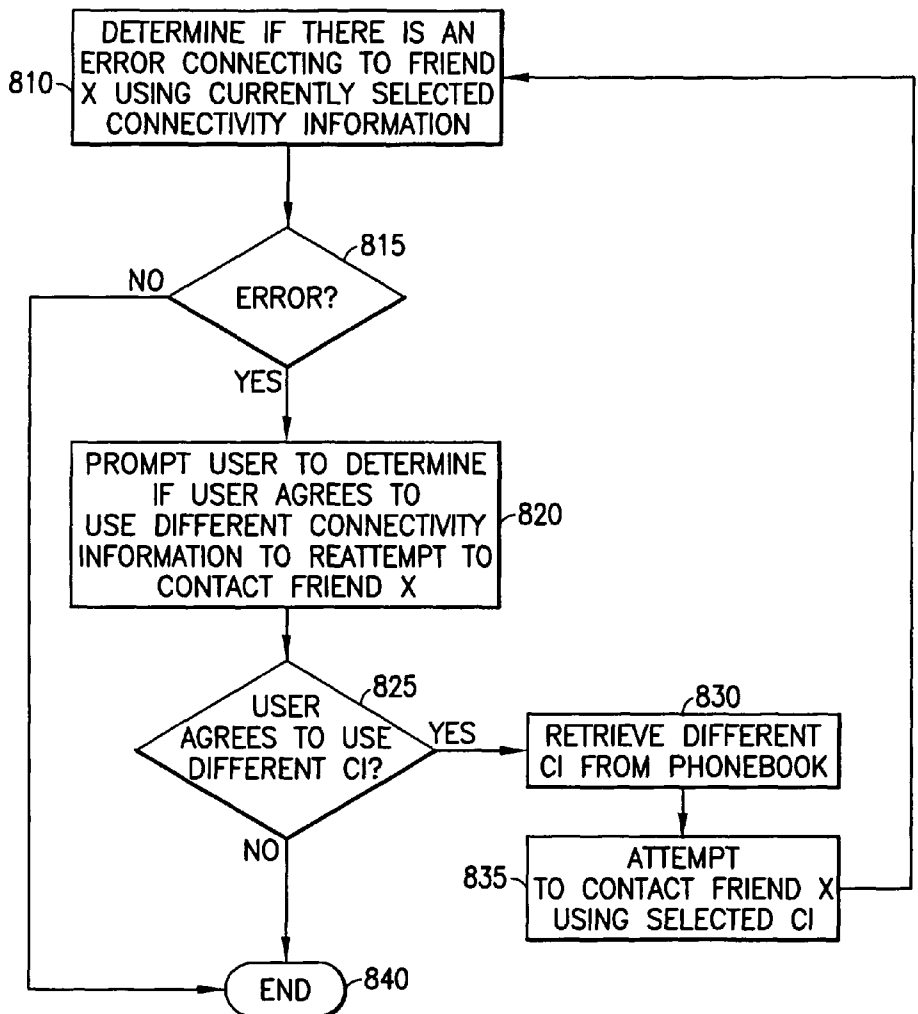 DETERMINE IF THERE IS AN
ERROR CONNECTING TO FRIEND
X USING CURRENTLY SELECTED
CONNECTIVITY INFORMATION
810
815
NO
ERROR?
YES
PROMPT USER TO DETERMINE
IF USER AGREES TO
USE DIFFERENT CONNECTIVITY
INFORMATION TO REATTEMPT TO
CONTACT FRIEND X
820
825
USER
AGREES TO USE
DIFFERENT CI?
YES
NO
830
RETRIEVE DIFFERENT
CI FROM PHONEBOOK
835
ATTEMPT
TO CONTACT FRIEND X
USING SELECTED CI
END
840